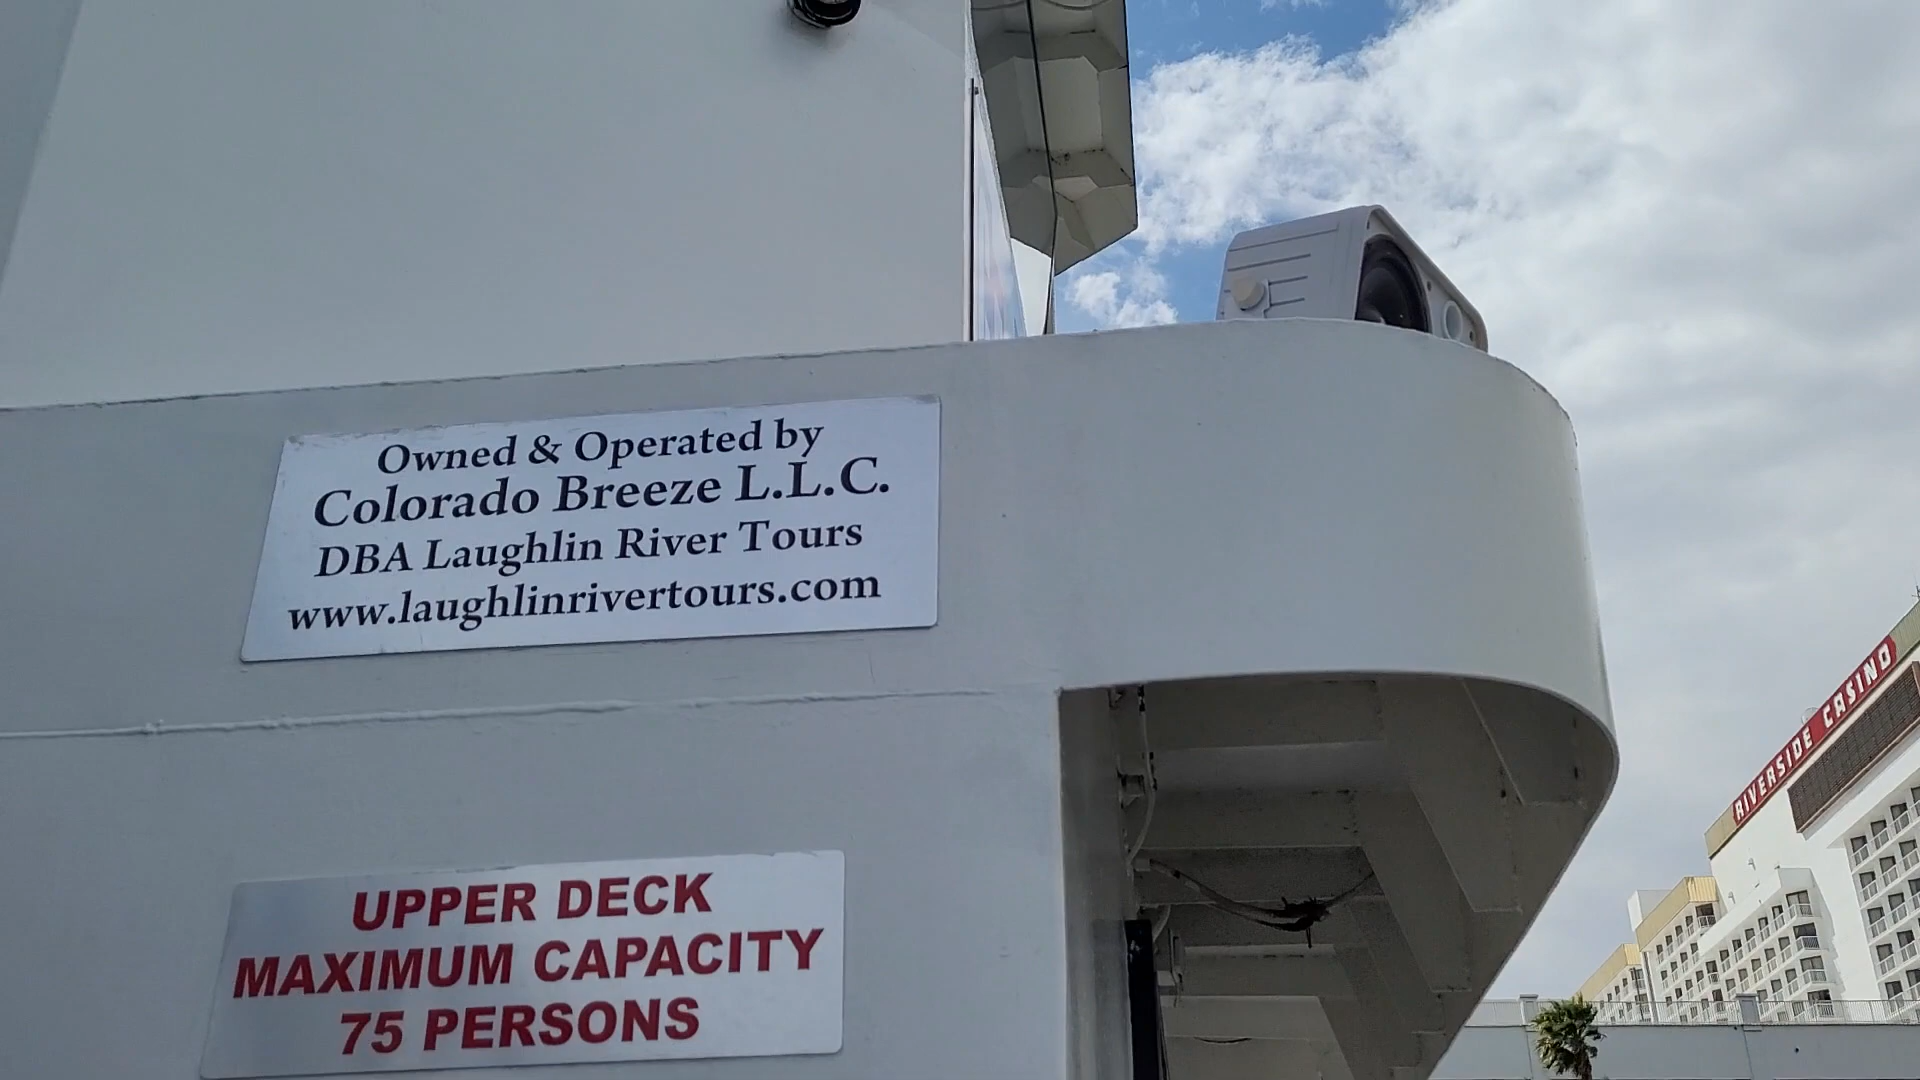 Owned & Operated by
Colorado Breeze L.L.C.
DBA Laughlin River Tours
www.laughlinrivertours.com
UPPER DECK
MAXIMUM CAPACITY
75 PERSONS
RIVERSIDE CASINO